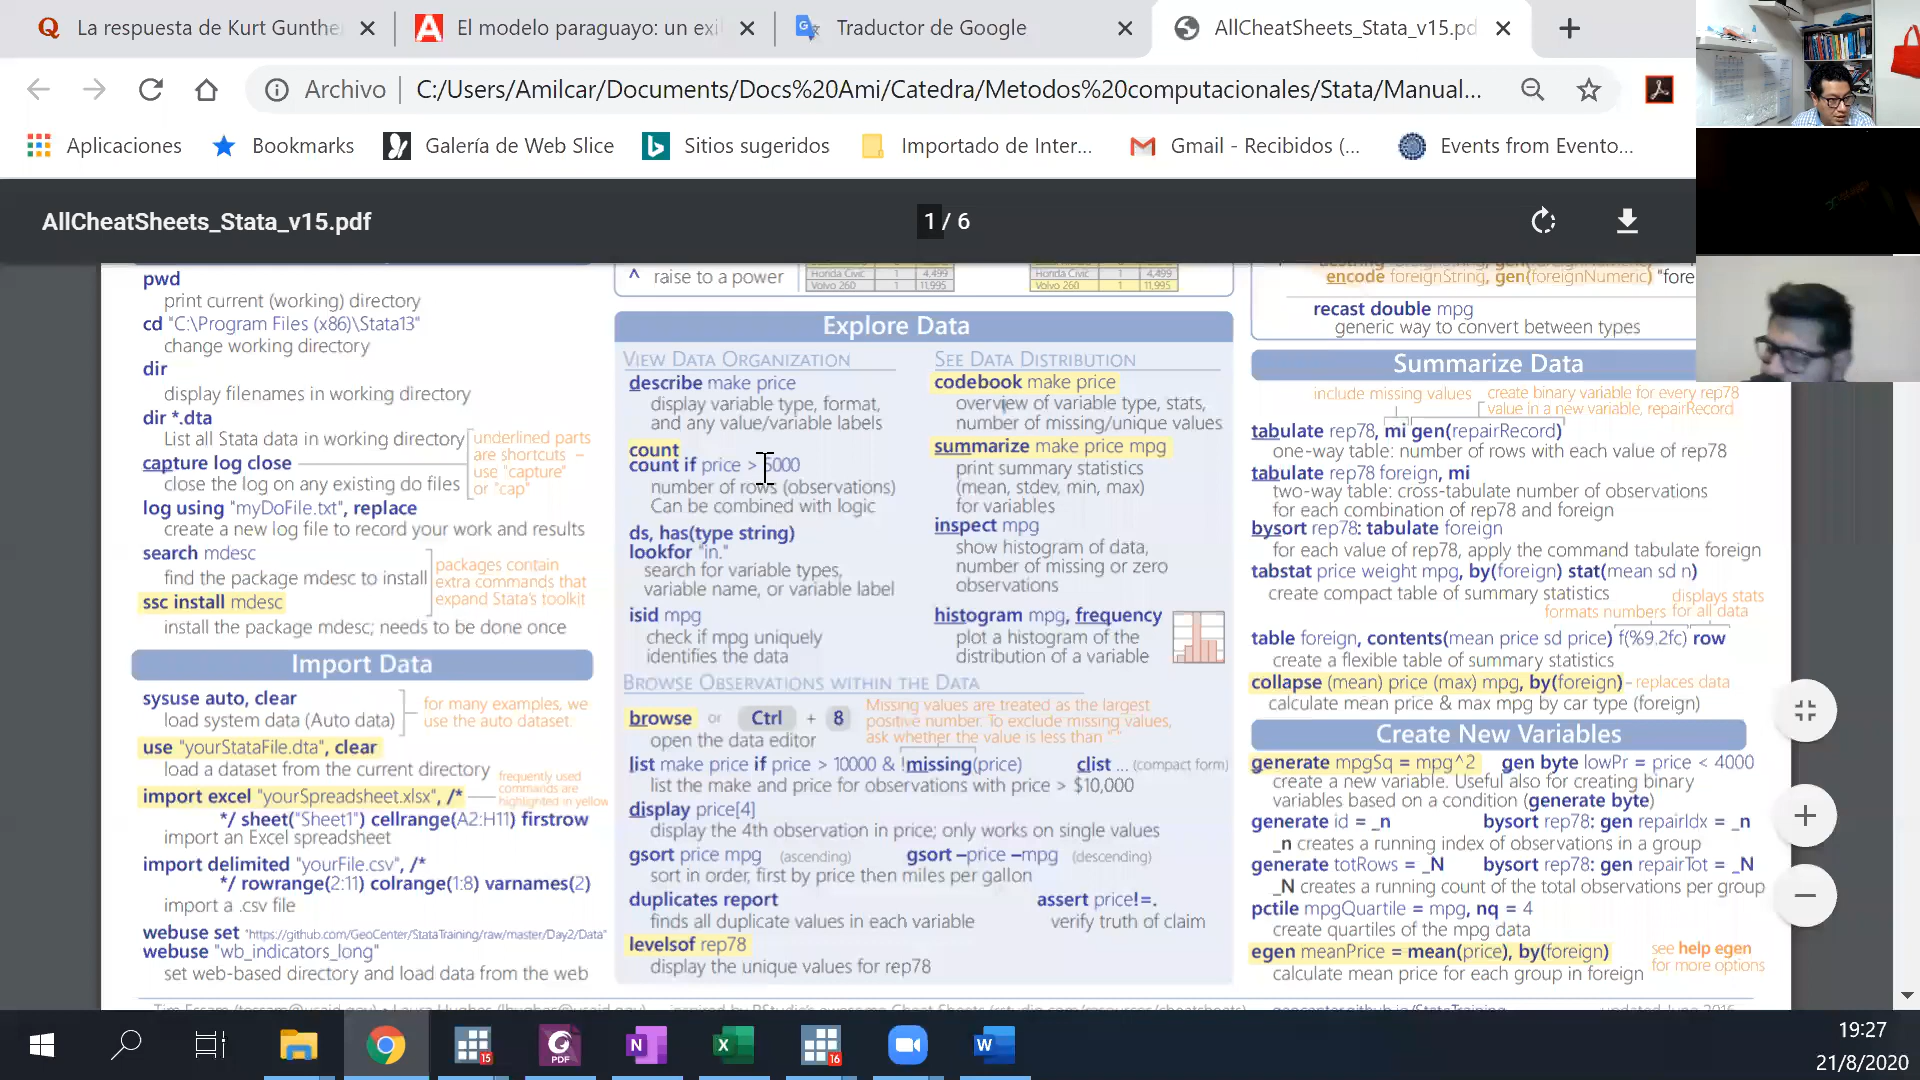 La respuesta de Kurt Gunthe
El modelo paraguayo: un exi
Traductor de Google
AllCheatSheets_Stata_v15.pd
Archivo
C:/Users/Amilcar/Documents/Docs%20Ami/Catedra/Metodos%20computacionales/Stata/Manual...
Aplicaciones
Bookmarks
Galería de Web Slice
Sitios sugeridos
Importado de Inter...
Gmail - Recibidos (...
Events from Evento...
AllCheatSheets_Stata_v15.pdf
1 / 6
pwd
print current (working) directory
cd "C:\Program Files (x86)\Stata13"
change working directory
dir
display filenames in working directory
dir *.dta
List all Stata data in working directory
underlined parts
are shortcuts –
use "capture"
or "cap"
capture log close
close the log on any existing do files
log using "myDoFile.txt", replace
create a new log file to record your work and results
search mdesc
find the package mdesc to install
packages contain
extra commands that
expand Stata's toolkit
ssc install mdesc
install the package mdesc; needs to be done once
Import Data
sysuse auto, clear
load system data (Auto data)
for many examples, we
use the auto dataset.
use "yourStataFile.dta", clear
load a dataset from the current directory
frequently used
commands are
highlighted in yellow
import excel "yourSpreadsheet.xlsx", /*
*/ sheet("Sheet1") cellrange(A2:H11) firstrow
import an Excel spreadsheet
import delimited "yourFile.csv", /*
*/ rowrange(2:11) colrange(1:8) varnames(2)
import a .csv file
webuse set "https://github.com/GeoCenter/StataTraining/raw/master/Day2/Data"
webuse "wb_indicators_long"
set web-based directory and load data from the web
^ raise to a power
Honda Civic 1 4,499
Volvo 260 1 11,995
Honda Civic 1 4,499
Volvo 260 1 11,995
Explore Data
VIEW DATA ORGANIZATION
describe make price
display variable type, format,
and any value/variable labels
count
count if price > 5000
number of rows (observations)
Can be combined with logic
ds, has(type string)
lookfor "in."
search for variable types,
variable name, or variable label
isid mpg
check if mpg uniquely
identifies the data
SEE DATA DISTRIBUTION
codebook make price
overview of variable type, stats,
number of missing/unique values
summarize make price mpg
print summary statistics
(mean, stdev, min, max)
for variables
inspect mpg
show histogram of data,
number of missing or zero
observations
histogram mpg, frequency
plot a histogram of the
distribution of a variable
BROWSE OBSERVATIONS WITHIN THE DATA
browse or Ctrl + 8
open the data editor
Missing values are treated as the largest
positive number. To exclude missing values,
ask whether the value is less than "."
list make price if price > 10000 & !missing(price) clist ... (compact form)
list the make and price for observations with price > $10,000
display price[4]
display the 4th observation in price; only works on single values
gsort price mpg (ascending) gsort –price –mpg (descending)
sort in order, first by price then miles per gallon
duplicates report
finds all duplicate values in each variable
assert price!=.
verify truth of claim
levelsof rep78
display the unique values for rep78
encode foreignString, gen(foreignNumeric) "fore
recast double mpg
generic way to convert between types
Summarize Data
include missing values
create binary variable for every rep78
value in a new variable, repairRecord
tabulate rep78, mi gen(repairRecord)
one-way table: number of rows with each value of rep78
tabulate rep78 foreign, mi
two-way table: cross-tabulate number of observations
for each combination of rep78 and foreign
bysort rep78: tabulate foreign
for each value of rep78, apply the command tabulate foreign
tabstat price weight mpg, by(foreign) stat(mean sd n)
create compact table of summary statistics
displays stats
formats numbers for all data
table foreign, contents(mean price sd price) f(%9.2fc) row
create a flexible table of summary statistics
collapse (mean) price (max) mpg, by(foreign) – replaces data
calculate mean price & max mpg by car type (foreign)
Create New Variables
generate mpgSq = mpg^2 gen byte lowPr = price < 4000
create a new variable. Useful also for creating binary
variables based on a condition (generate byte)
generate id = _n bysort rep78: gen repairIdx = _n
_n creates a running index of observations in a group
generate totRows = _N bysort rep78: gen repairTot = _N
_N creates a running count of the total observations per group
pctile mpgQuartile = mpg, nq = 4
create quartiles of the mpg data
egen meanPrice = mean(price), by(foreign)
calculate mean price for each group in foreign
see help egen
for more options
15
PDF
16
19:27
21/8/2020